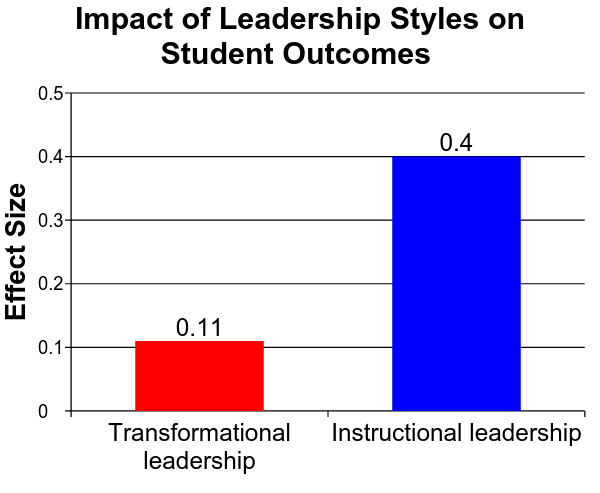 Impact of Leadership Styles on
Student Outcomes
Effect Size
0.5
0.4
0.3
0.2
0.1
0
0.11
0.4
Transformational
leadership
Instructional leadership